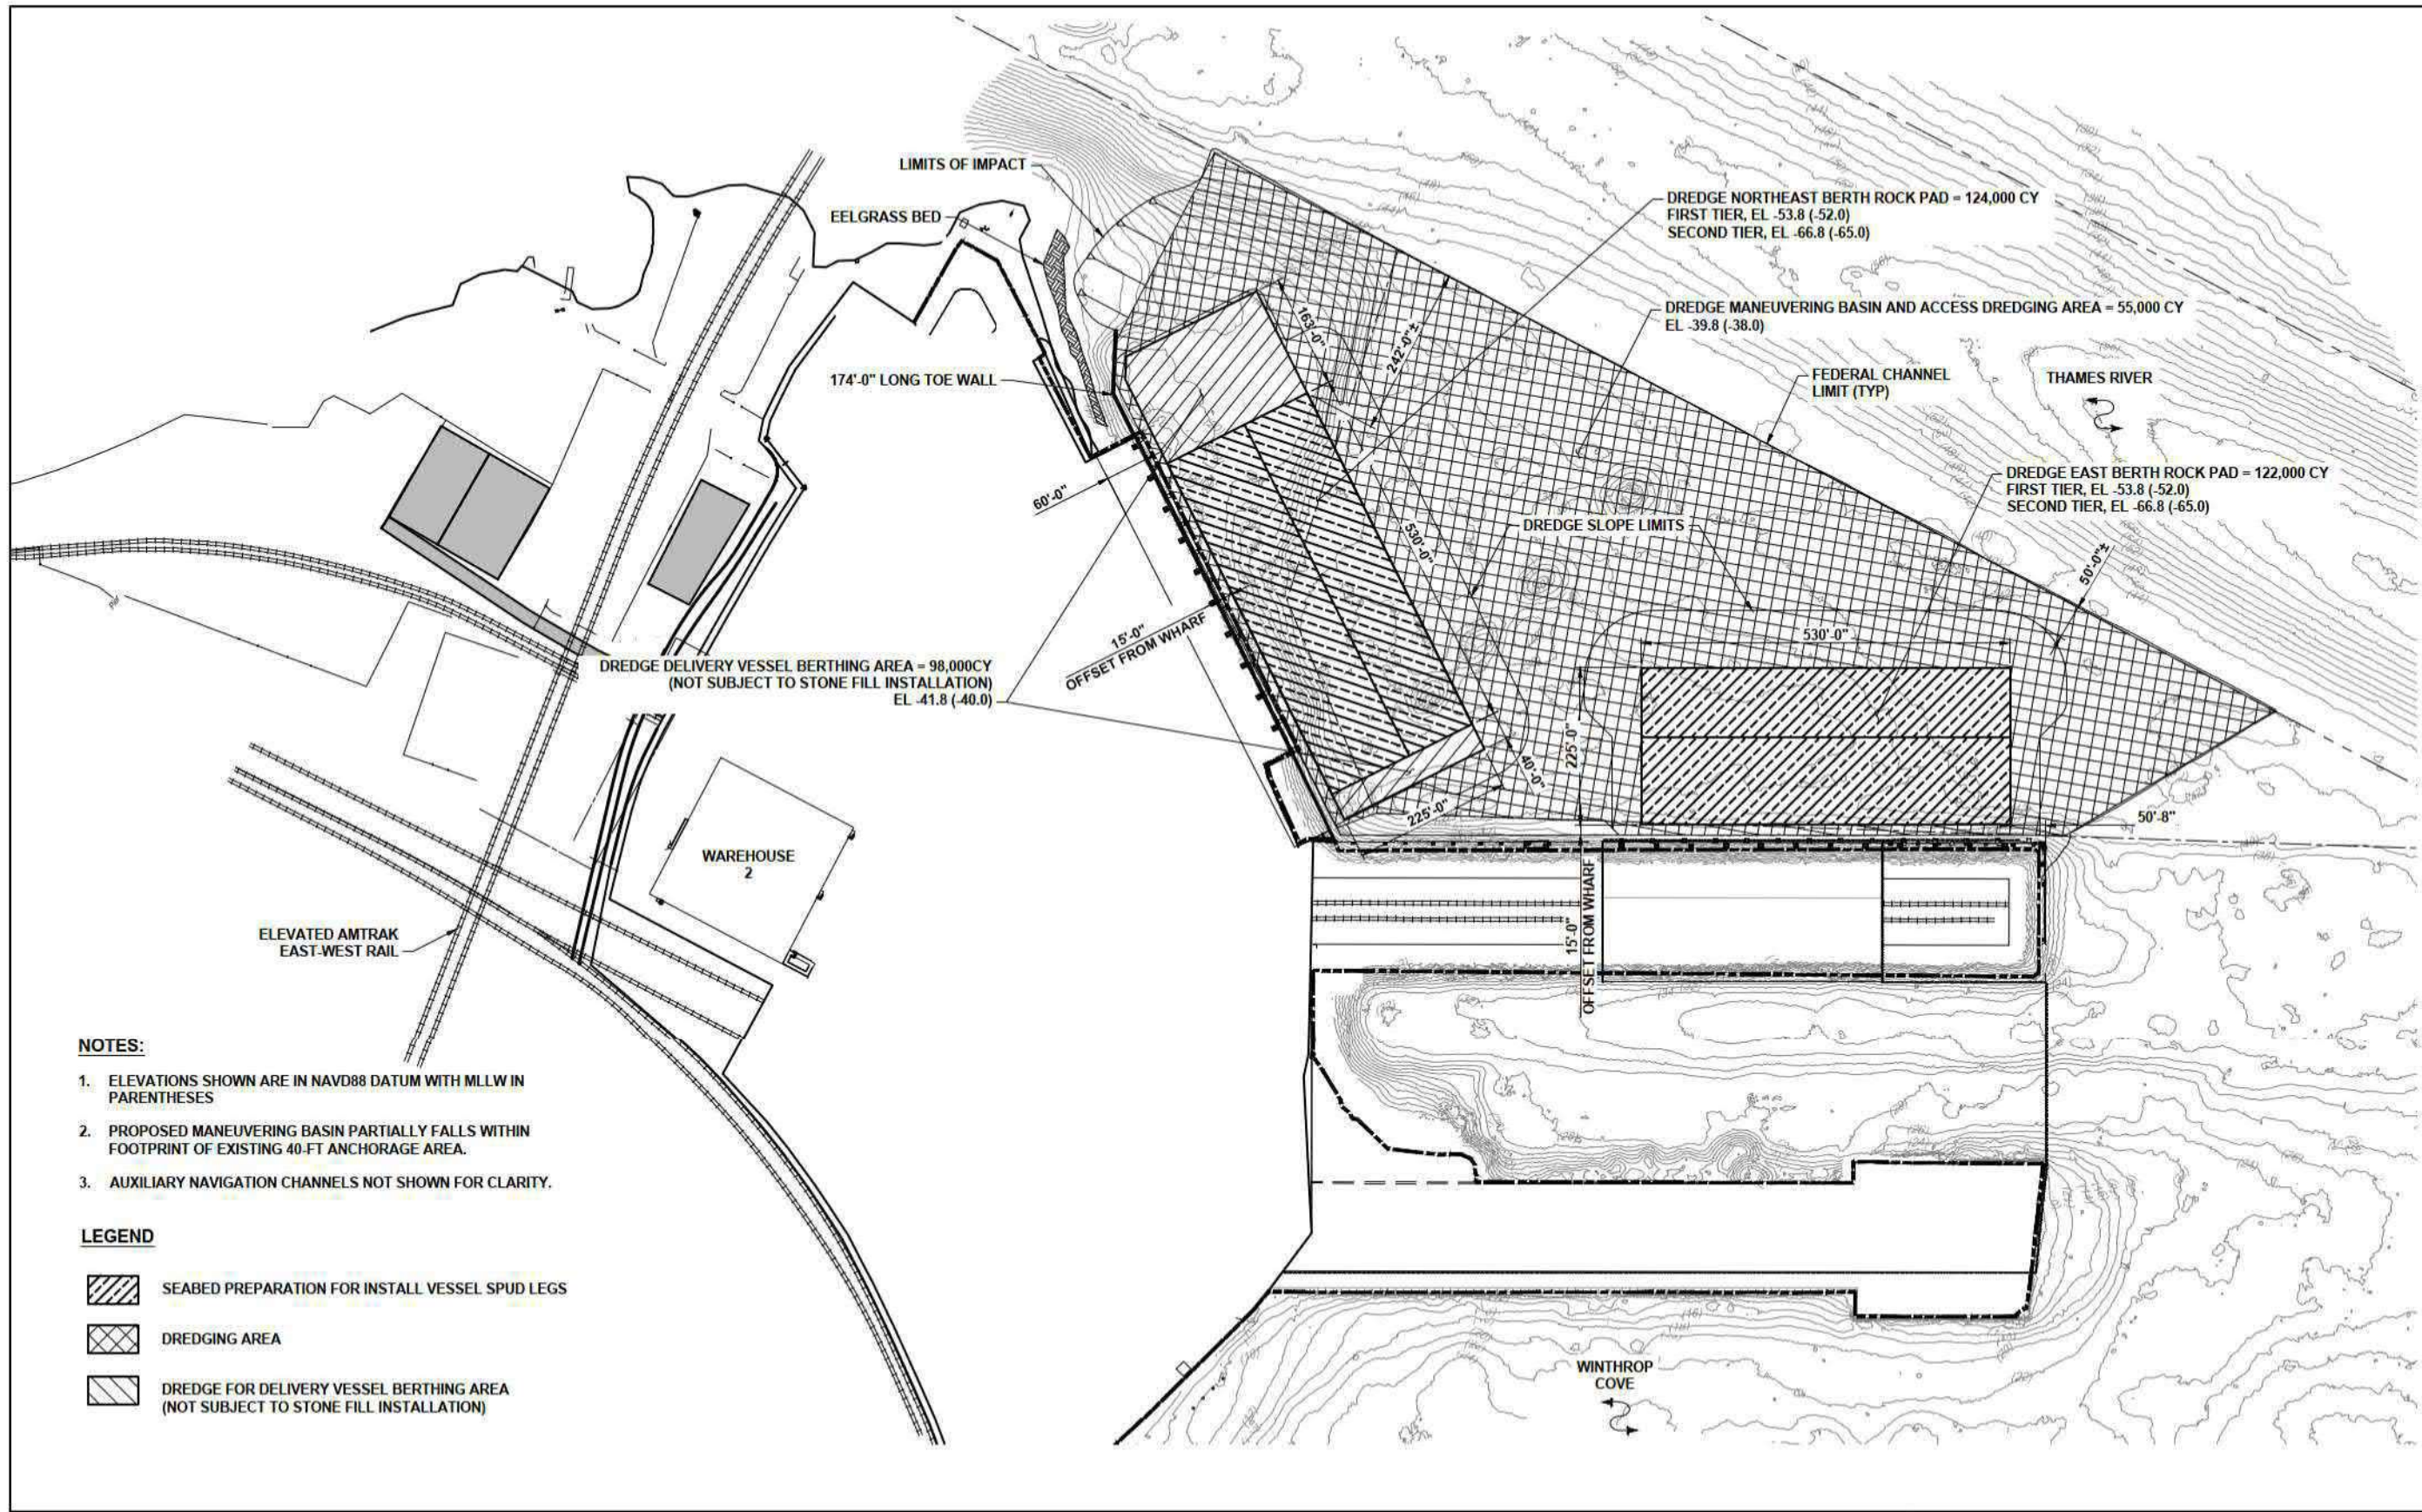 LIMITS OF IMPACT
EELGRASS BED
174'-0" LONG TOE WALL
DREDGE NORTHEAST BERTH ROCK PAD = 124,000 CY
FIRST TIER, EL -53.8 (-52.0)
SECOND TIER, EL -66.8 (-65.0)
DREDGE MANEUVERING BASIN AND ACCESS DREDGING AREA = 55,000 CY
EL -39.8 (-38.0)
FEDERAL CHANNEL
LIMIT (TYP)
THAMES RIVER
DREDGE EAST BERTH ROCK PAD = 122,000 CY
FIRST TIER, EL -53.8 (-52.0)
SECOND TIER, EL -66.8 (-65.0)
163'-0"
242'-0"±
60'-0"
530'-0"
DREDGE SLOPE LIMITS
50'-0"±
15'-0"
OFFSET FROM WHARF
530'-0"
DREDGE DELIVERY VESSEL BERTHING AREA = 98,000CY
(NOT SUBJECT TO STONE FILL INSTALLATION)
EL -41.8 (-40.0)
225'-0"
40'-0"
225'-0"
50'-8"
15'-0"
OFFSET FROM WHARF
WAREHOUSE
2
ELEVATED AMTRAK
EAST-WEST RAIL
NOTES:
1. ELEVATIONS SHOWN ARE IN NAVD88 DATUM WITH MLLW IN
PARENTHESES
2. PROPOSED MANEUVERING BASIN PARTIALLY FALLS WITHIN
FOOTPRINT OF EXISTING 40-FT ANCHORAGE AREA.
3. AUXILIARY NAVIGATION CHANNELS NOT SHOWN FOR CLARITY.
LEGEND
SEABED PREPARATION FOR INSTALL VESSEL SPUD LEGS
DREDGING AREA
DREDGE FOR DELIVERY VESSEL BERTHING AREA
(NOT SUBJECT TO STONE FILL INSTALLATION)
WINTHROP
COVE